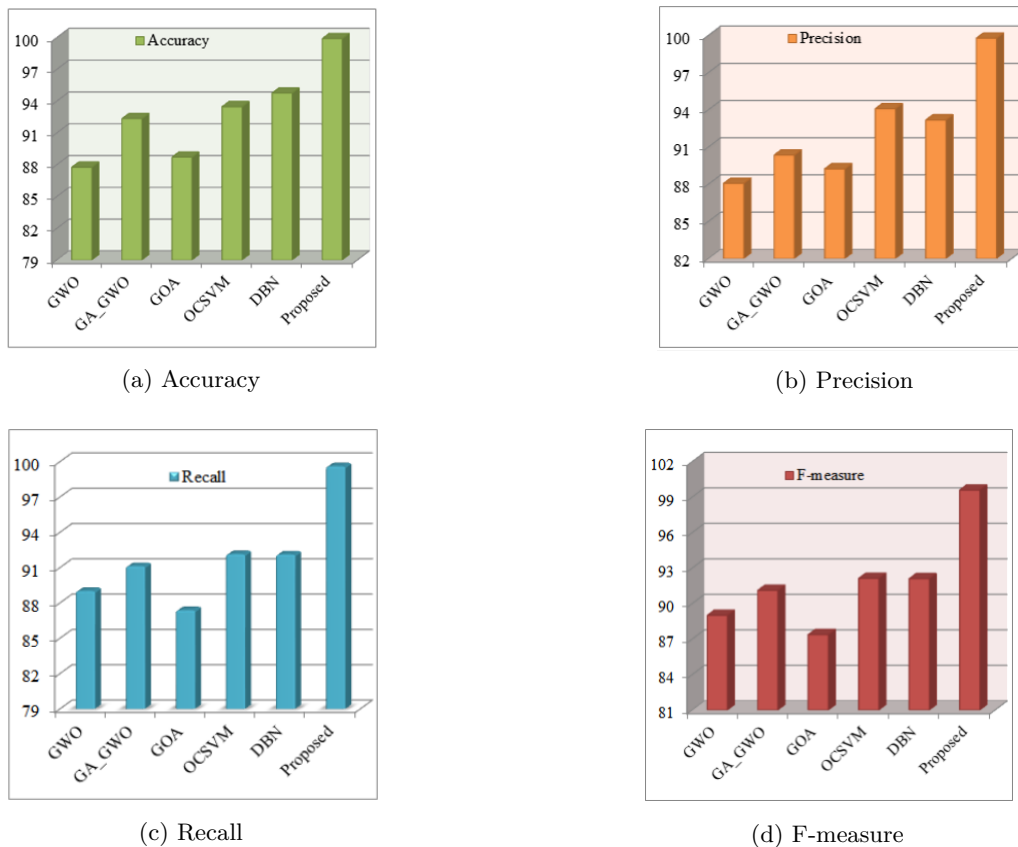 Accuracy
100
97
94
91
88
85
82
79
GWO
GA_GWO
GOA
OCSVM
DBN
Proposed
(a) Accuracy
Precision
100
97
94
91
88
85
82
GWO
GA_GWO
GOA
OCSVM
DBN
Proposed
(b) Precision
Recall
100
97
94
91
88
85
82
79
GWO
GA_GWO
GOA
OCSVM
DBN
Proposed
(c) Recall
F-measure
102
99
96
93
90
87
84
81
GWO
GA_GWO
GOA
OCSVM
DBN
Proposed
(d) F-measure